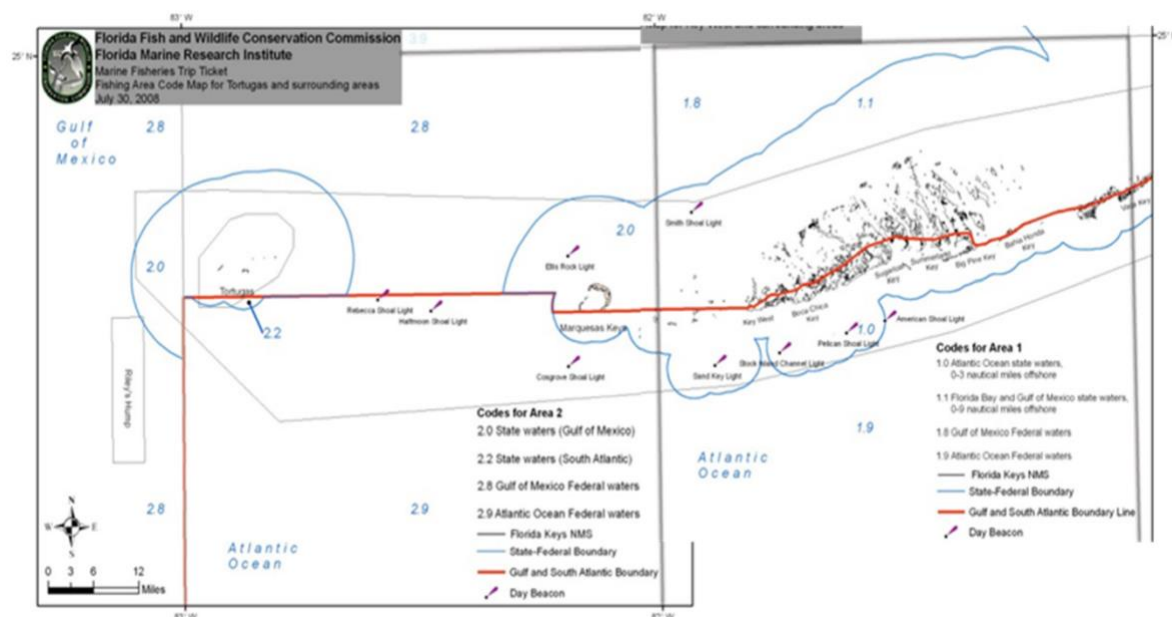 83° W
82° W
Florida Fish and Wildlife Conservation Commission
Florida Marine Research Institute
Marine Fisheries Trip Ticket
Fishing Area Code Map for Tortugas and surrounding areas
July 30, 2008
25° N
25° N
Gulf
of
Mexico
2.8
2.8
1.8
1.1
Smith Shoal Light
2.0
2.0
Ellis Rock Light
Tortugas
2.2
Rebecca Shoal Light
Halfmoon Shoal Light
Marquesas Keys
Cosgrove Shoal Light
Key West
Boca Chica
Key
Sugarloaf
Key
Summerland
Key
Big Pine Key
Bahia Honda
Key
Vaca Key
Sand Key Light
Stock Island Channel Light
Pelican Shoal Light
American Shoal Light
1.0
Riley's Hump
1.9
Atlantic
Ocean
Codes for Area 1
1.0 Atlantic Ocean state waters,
0-3 nautical miles offshore
1.1 Florida Bay and Gulf of Mexico state waters,
0-9 nautical miles offshore
1.8 Gulf of Mexico Federal waters
1.9 Atlantic Ocean Federal waters
Florida Keys NMS
State-Federal Boundary
Gulf and South Atlantic Boundary Line
Day Beacon
Codes for Area 2
2.0 State waters (Gulf of Mexico)
2.2 State waters (South Atlantic)
2.8 Gulf of Mexico Federal waters
2.9 Atlantic Ocean Federal waters
Florida Keys NMS
State-Federal Boundary
Gulf and South Atlantic Boundary
Day Beacon
2.8
2.9
Atlantic
Ocean
N
W E
S
0 3 6 12
Miles